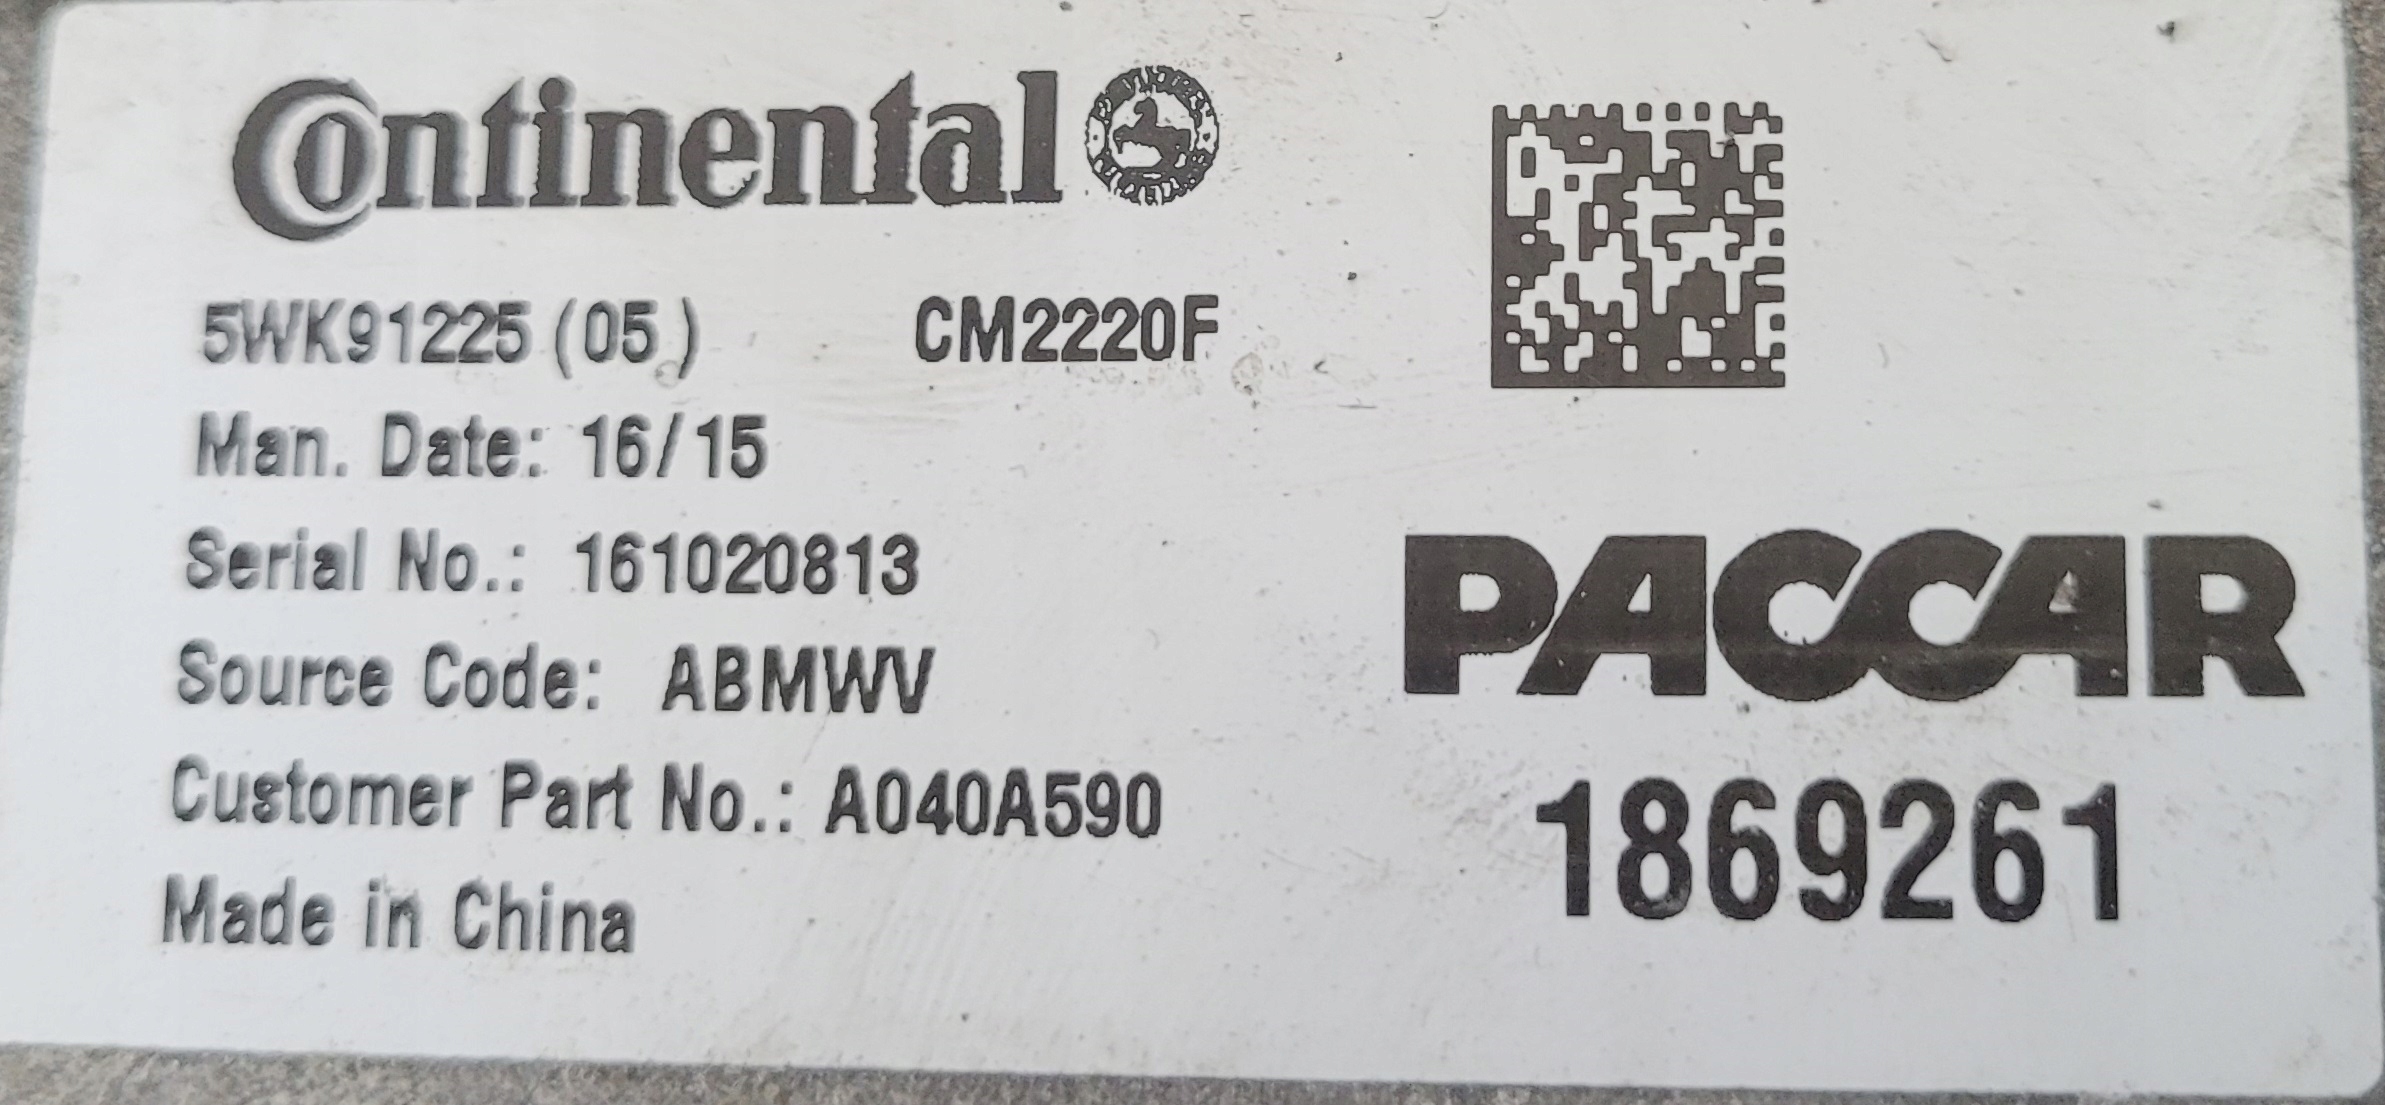 Continental
5WK91225 (05) CM2220F
Man. Date: 16/15
Serial No.: 161020813
Source Code: ABMWV
Customer Part No.: A040A590
Made in China
PACCAR
1869261